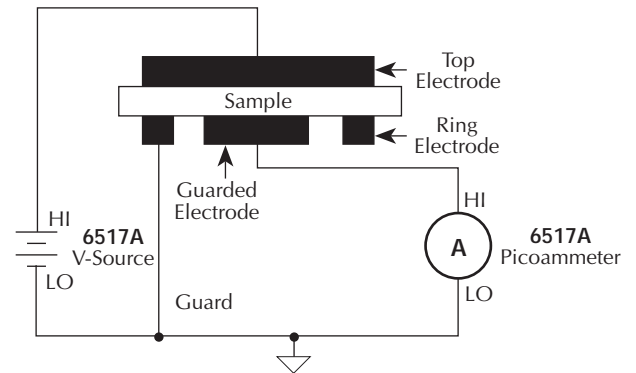 Top
Electrode
Sample
Ring
Electrode
Guarded
Electrode
HI
6517A
V-Source
LO
Guard
HI
A
6517A
Picoammeter
LO